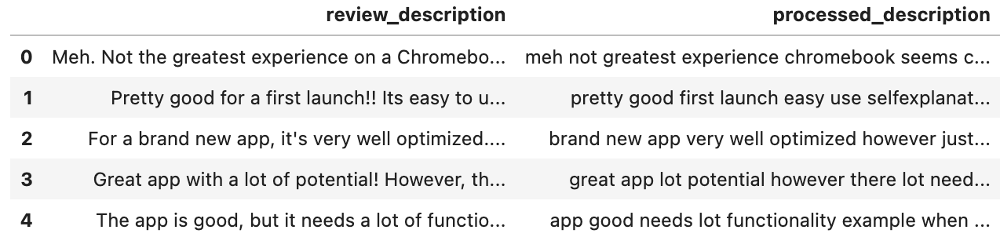 review_description processed_description
0 Meh. Not the greatest experience on a Chromebo... meh not greatest experience chromebook seems c...
1 Pretty good for a first launch!! Its easy to u... pretty good first launch easy use selfexplanat...
2 For a brand new app, it's very well optimized.... brand new app very well optimized however just...
3 Great app with a lot of potential! However, th... great app lot potential however there lot need...
4 The app is good, but it needs a lot of functio... app good needs lot functionality example when ...